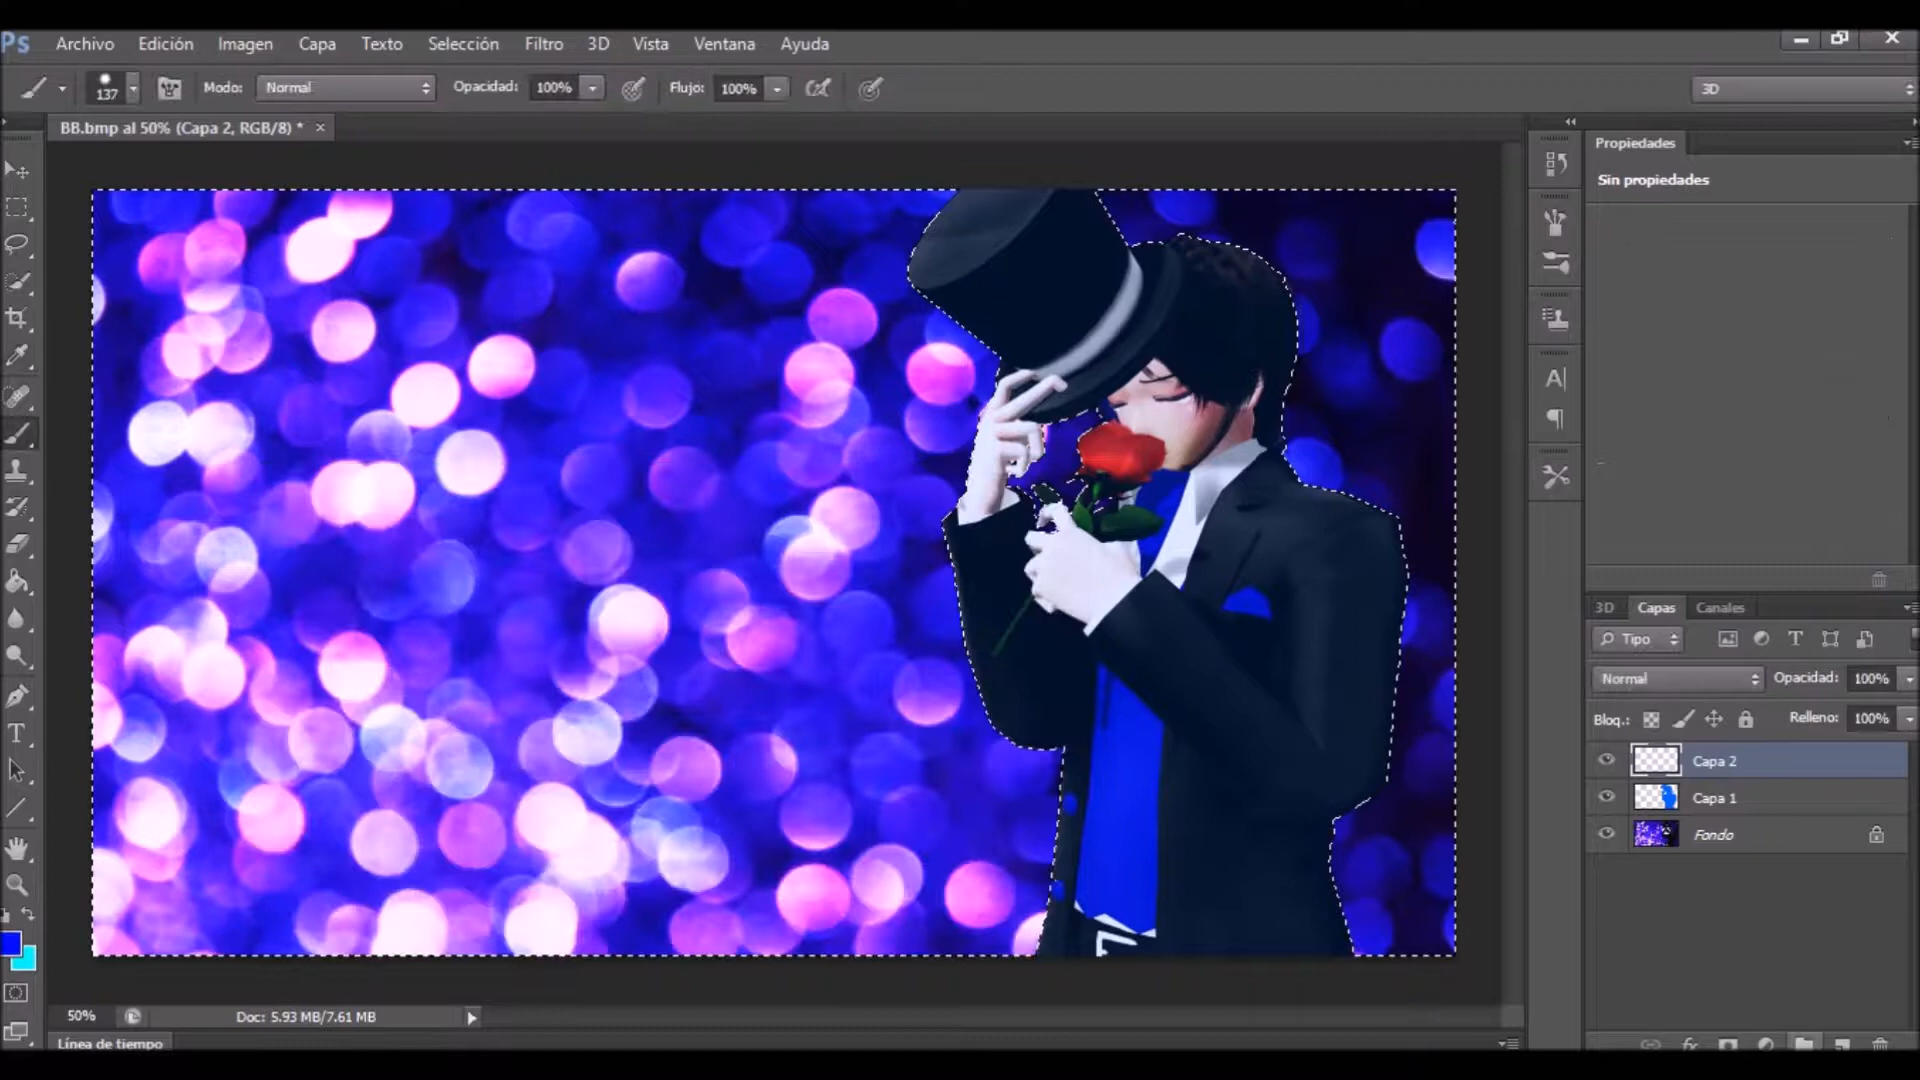 Ps Archivo Edición Imagen Capa Texto Selección Filtro 3D Vista Ventana Ayuda
137 Modo: Normal Opacidad: 100% Flujo: 100% 3D
BB.bmp al 50% (Capa 2, RGB/8) * ×
Propiedades
Sin propiedades
3D Capas Canales
Tipo
Normal Opacidad: 100%
Bloq.: Relleno: 100%
Capa 2
Capa 1
Fondo
50% Doc: 5.93 MB/7.61 MB
Línea de tiempo